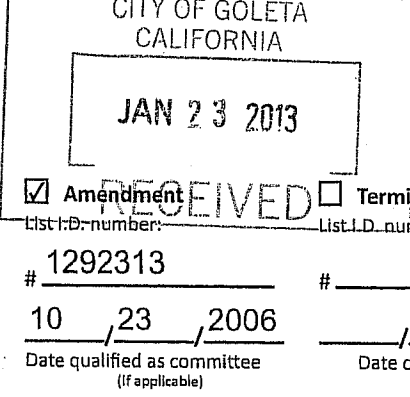 CITY OF GOLETA
CALIFORNIA
JAN 23 2013
RECEIVED
☑ Amendment ☐ Termi
List I.D. number: List I.D. nu
# 1292313 #
10 / 23 / 2006 /
Date qualified as committee Date c
(If applicable)